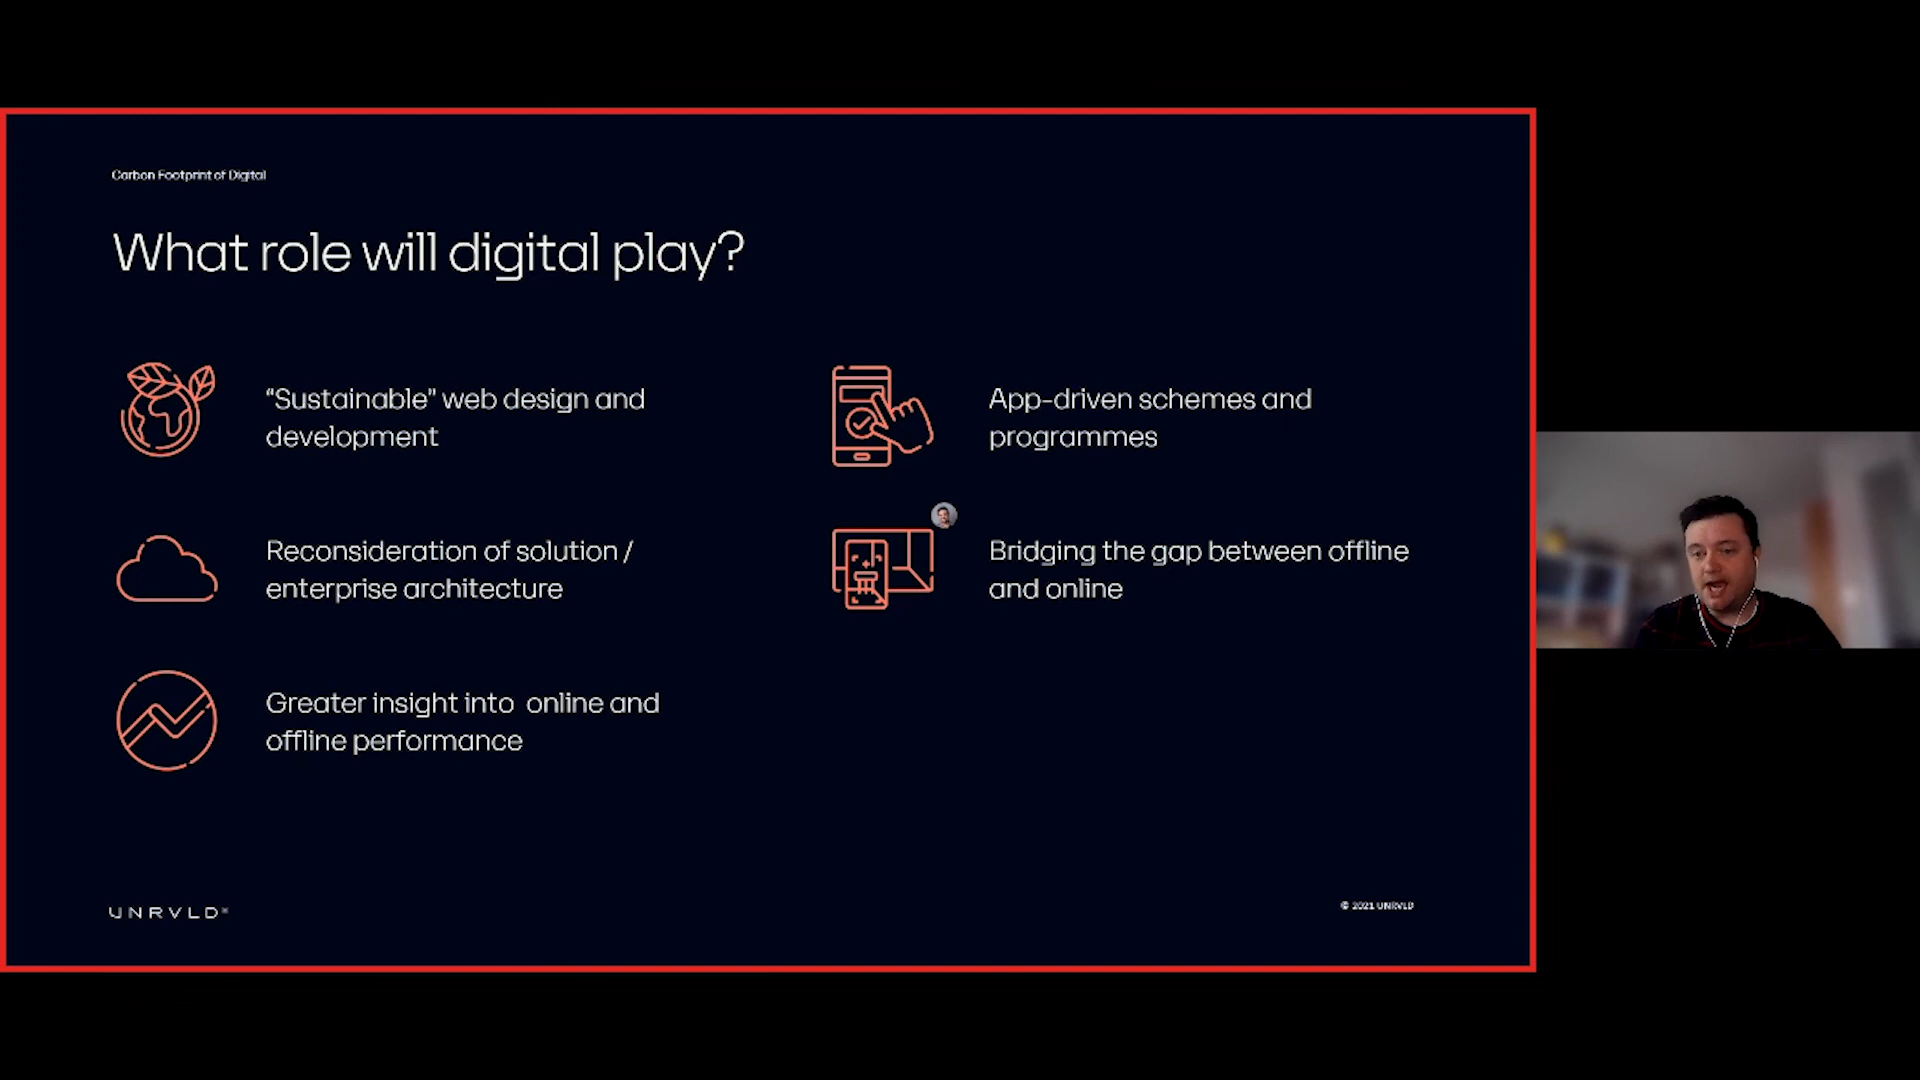 Carbon Footprint of Digital
What role will digital play?
“Sustainable” web design and
development
Reconsideration of solution /
enterprise architecture
Greater insight into  online and
offline performance
App-driven schemes and
programmes
Bridging the gap between offline
and online
UNRVLD
© 2021 UNRVLD